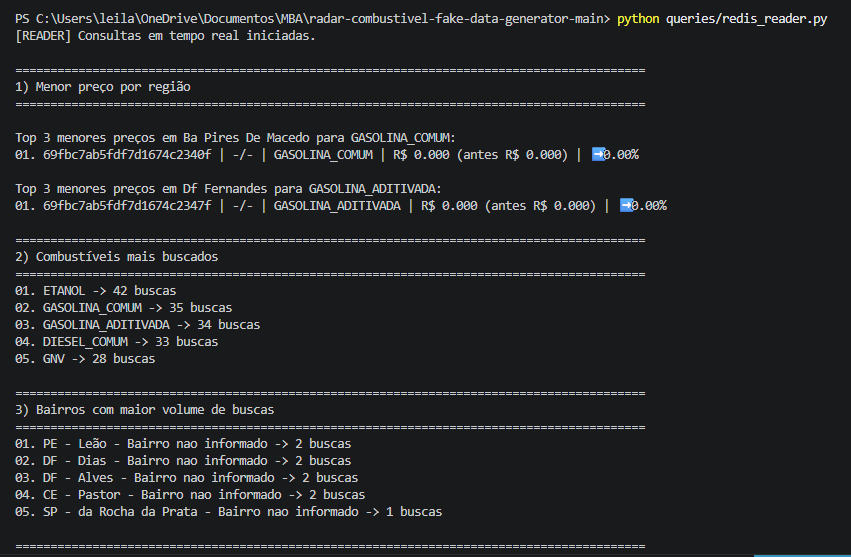 PS C:\Users\leila\OneDrive\Documentos\MBA\radar-combustivel-fake-data-generator-main> python queries/redis_reader.py
[READER] Consultas em tempo real iniciadas.
==========================================================================================
1) Menor preço por região
==========================================================================================
Top 3 menores preços em Ba Pires De Macedo para GASOLINA_COMUM:
01. 69fbc7ab5fdf7d1674c2340f | -/- | GASOLINA_COMUM | R$ 0.000 (antes R$ 0.000) | ➡️0.00%
Top 3 menores preços em Df Fernandes para GASOLINA_ADITIVADA:
01. 69fbc7ab5fdf7d1674c2347f | -/- | GASOLINA_ADITIVADA | R$ 0.000 (antes R$ 0.000) | ➡️0.00%
==========================================================================================
2) Combustíveis mais buscados
==========================================================================================
01. ETANOL -> 42 buscas
02. GASOLINA_COMUM -> 35 buscas
03. GASOLINA_ADITIVADA -> 34 buscas
04. DIESEL_COMUM -> 33 buscas
05. GNV -> 28 buscas
==========================================================================================
3) Bairros com maior volume de buscas
==========================================================================================
01. PE - Leão - Bairro nao informado -> 2 buscas
02. DF - Dias - Bairro nao informado -> 2 buscas
03. DF - Alves - Bairro nao informado -> 2 buscas
04. CE - Pastor - Bairro nao informado -> 2 buscas
05. SP - da Rocha da Prata - Bairro nao informado -> 1 buscas
==========================================================================================